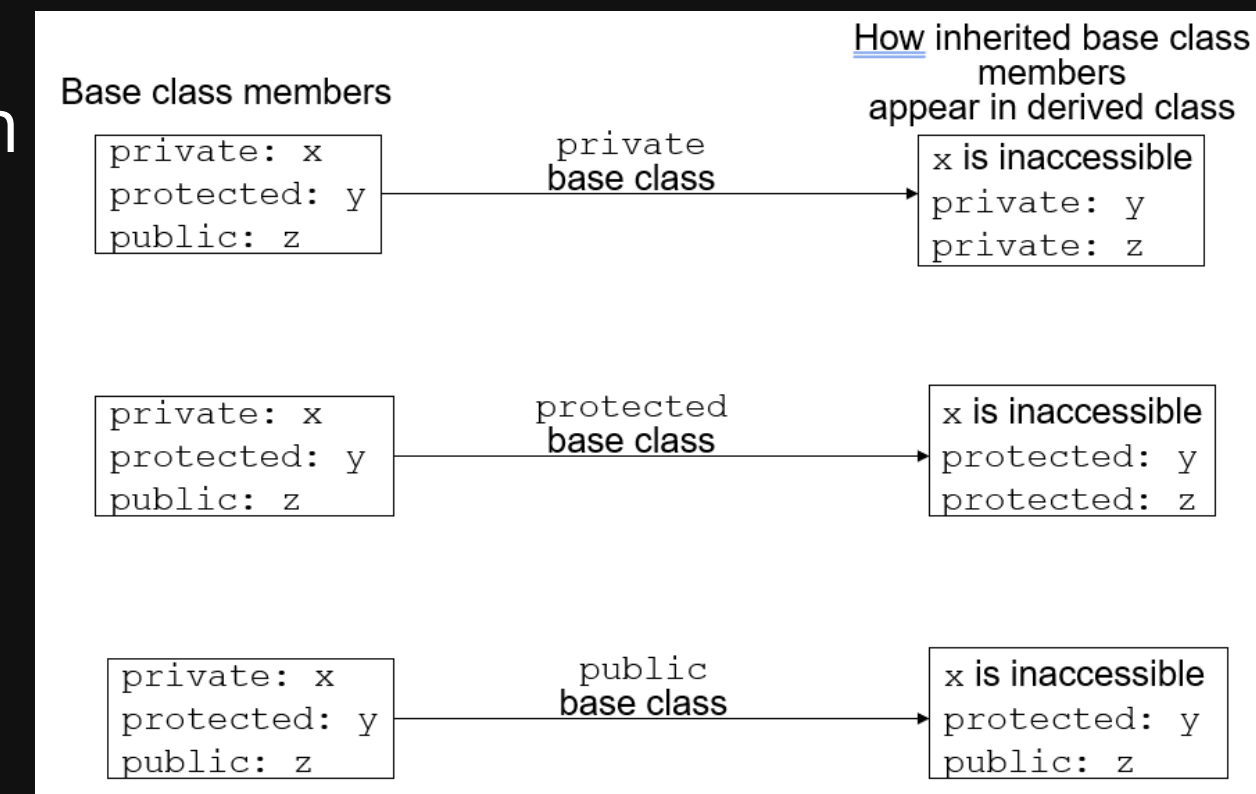 n
How inherited base class
members
appear in derived class
Base class members
private: x
protected: y
public: z
private
base class
x is inaccessible
private: y
private: z
private: x
protected: y
public: z
protected
base class
x is inaccessible
protected: y
protected: z
private: x
protected: y
public: z
public
base class
x is inaccessible
protected: y
public: z